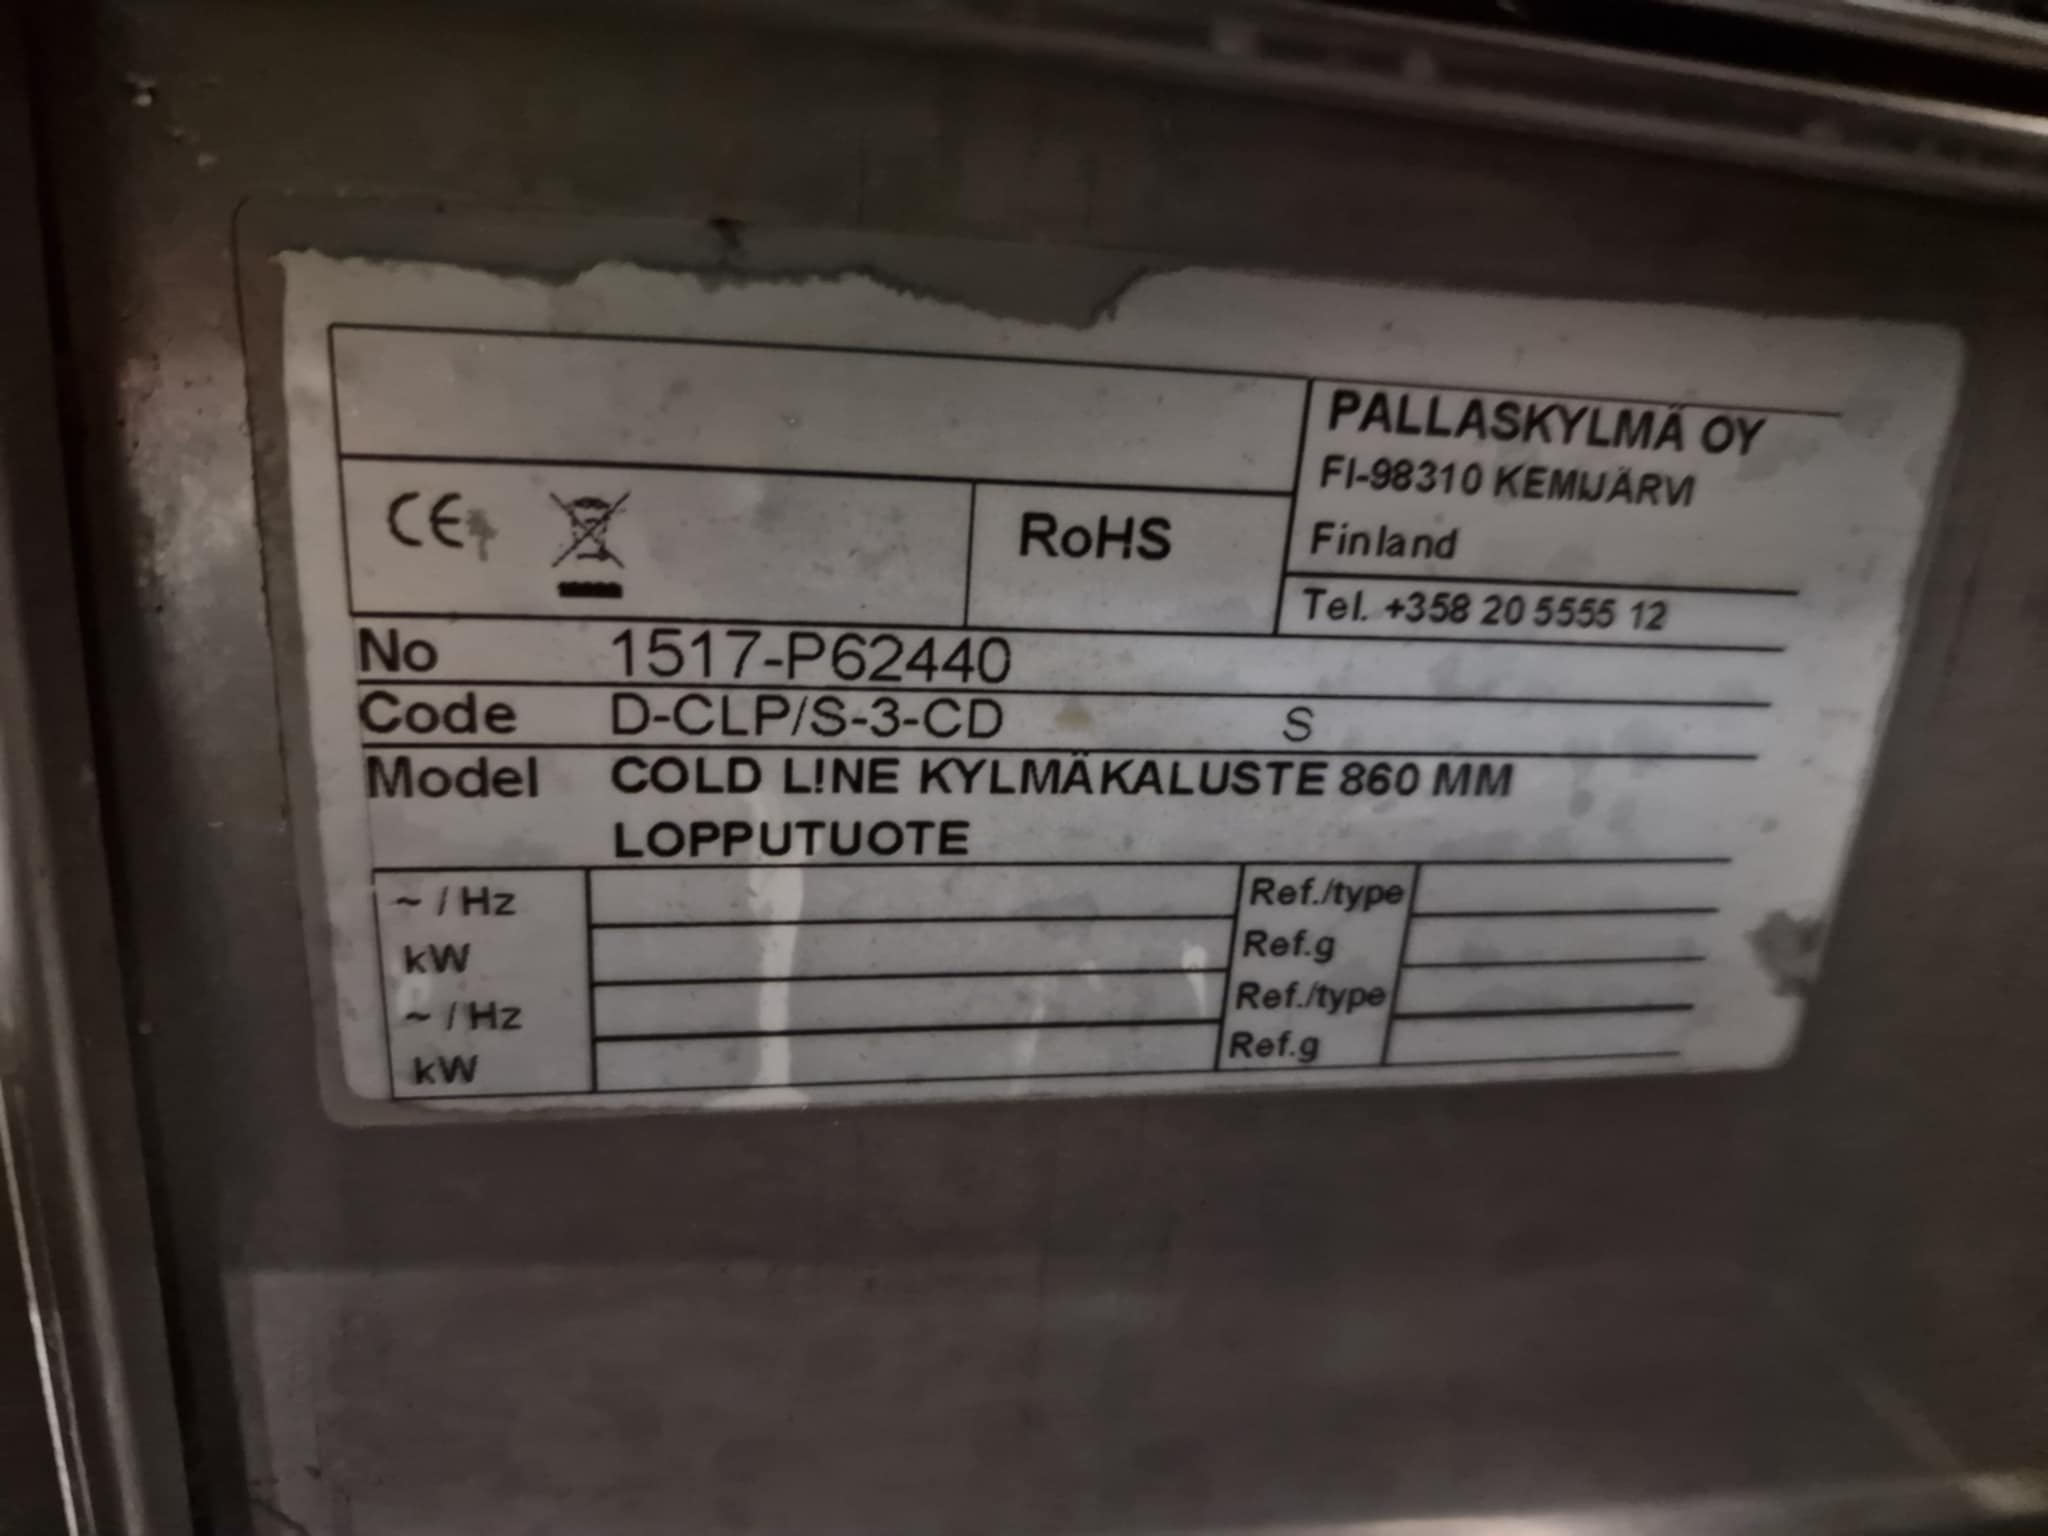 PALLASKYLMÄ OY
FI-98310 KEMIJÄRVI
Finland
CE
RoHS
Tel. +358 20 5555 12
No 1517-P62440
Code D-CLP/S-3-CD S
Model COLD L!NE KYLMÄKALUSTE 860 MM
LOPPUTUOTE
~ / Hz Ref./type
kW Ref.g
~ / Hz Ref./type
kW Ref.g